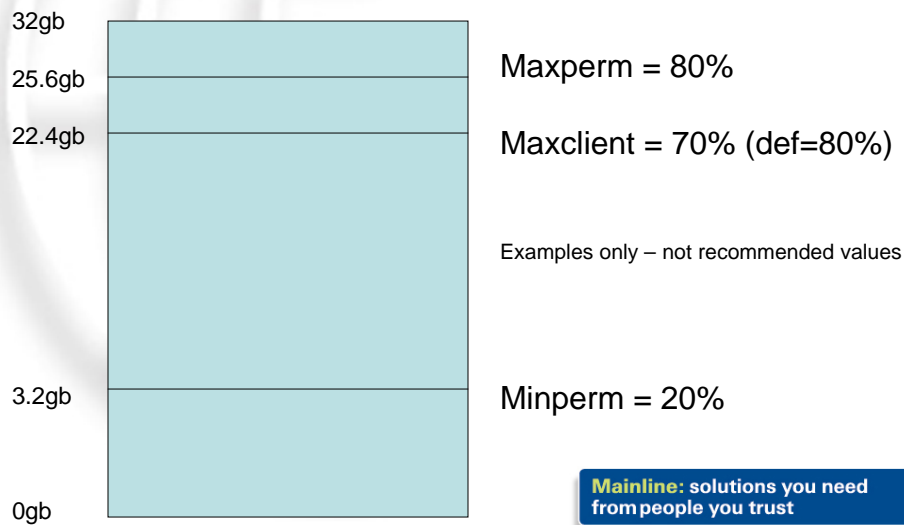 32gb
25.6gb
Maxperm = 80%
22.4gb
Maxclient = 70% (def=80%)
Examples only – not recommended values
3.2gb
Minperm = 20%
0gb
Mainline: solutions you need
from people you trust